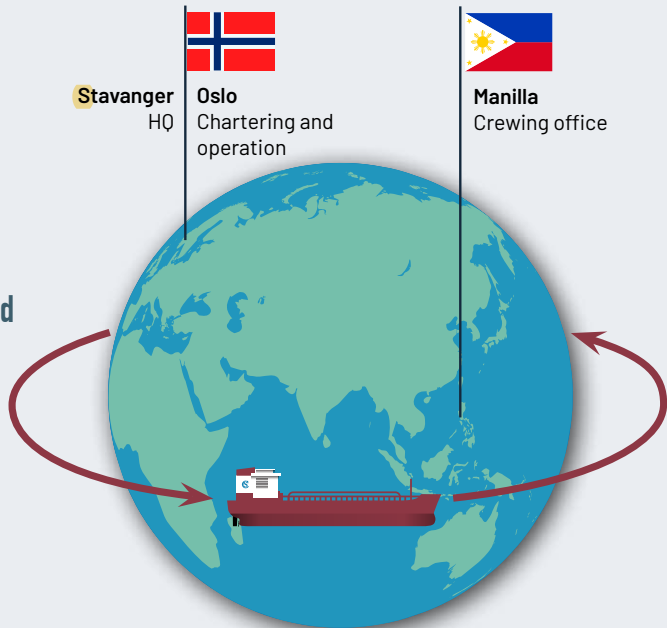 Stavanger
HQ
Oslo
Chartering and
operation
Manilla
Crewing office
d